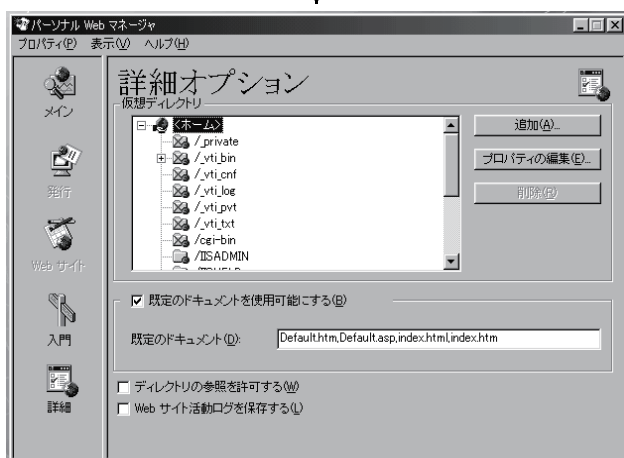 パーソナル Web マネージャ
プロパティ(P) 表示(V) ヘルプ(H)
メイン
発行
Web サイト
入門
詳細
詳細オプション
仮想ディレクトリ
<ホーム>
/_private
/_vti_bin
/_vti_cnf
/_vti_log
/_vti_pvt
/_vti_txt
/cgi-bin
/IISADMIN
追加(A)...
プロパティの編集(E)...
削除(R)
既定のドキュメントを使用可能にする(B)
既定のドキュメント(D):
Default.htm,Default.asp,index.html,index.htm
ディレクトリの参照を許可する(W)
Web サイト活動ログを保存する(L)